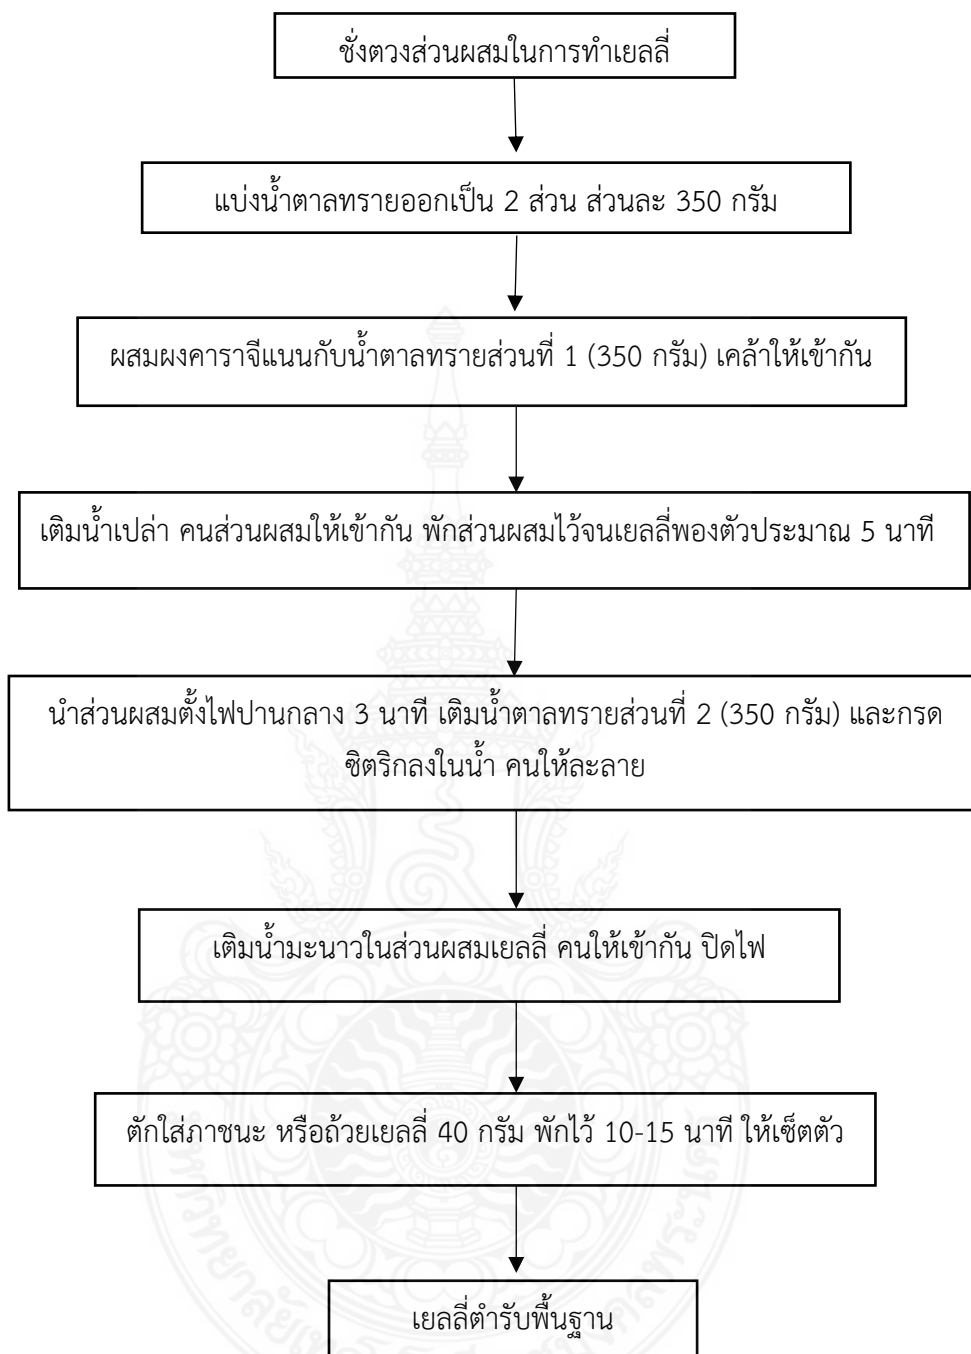 ชั่งตวงส่วนผสมในการทำเยลลี่
แบ่งน้ำตาลทรายออกเป็น 2 ส่วน ส่วนละ 350 กรัม
ผสมผงคาราจีแนนกับน้ำตาลทรายส่วนที่ 1 (350 กรัม) เคล้าให้เข้ากัน
เติมน้ำเปล่า คนส่วนผสมให้เข้ากัน พักส่วนผสมไว้จนเยลลี่พองตัวประมาณ 5 นาที
นำส่วนผสมตั้งไฟปานกลาง 3 นาที เติมน้ำตาลทรายส่วนที่ 2 (350 กรัม) และกรด
ซิตริกลงในน้ำ คนให้ละลาย
เติมน้ำมะนาวในส่วนผสมเยลลี่ คนให้เข้ากัน ปิดไฟ
ตักใส่ภาชนะ หรือถ้วยเยลลี่ 40 กรัม พักไว้ 10-15 นาที ให้เซ็ตตัว
เยลลี่ตำรับพื้นฐาน